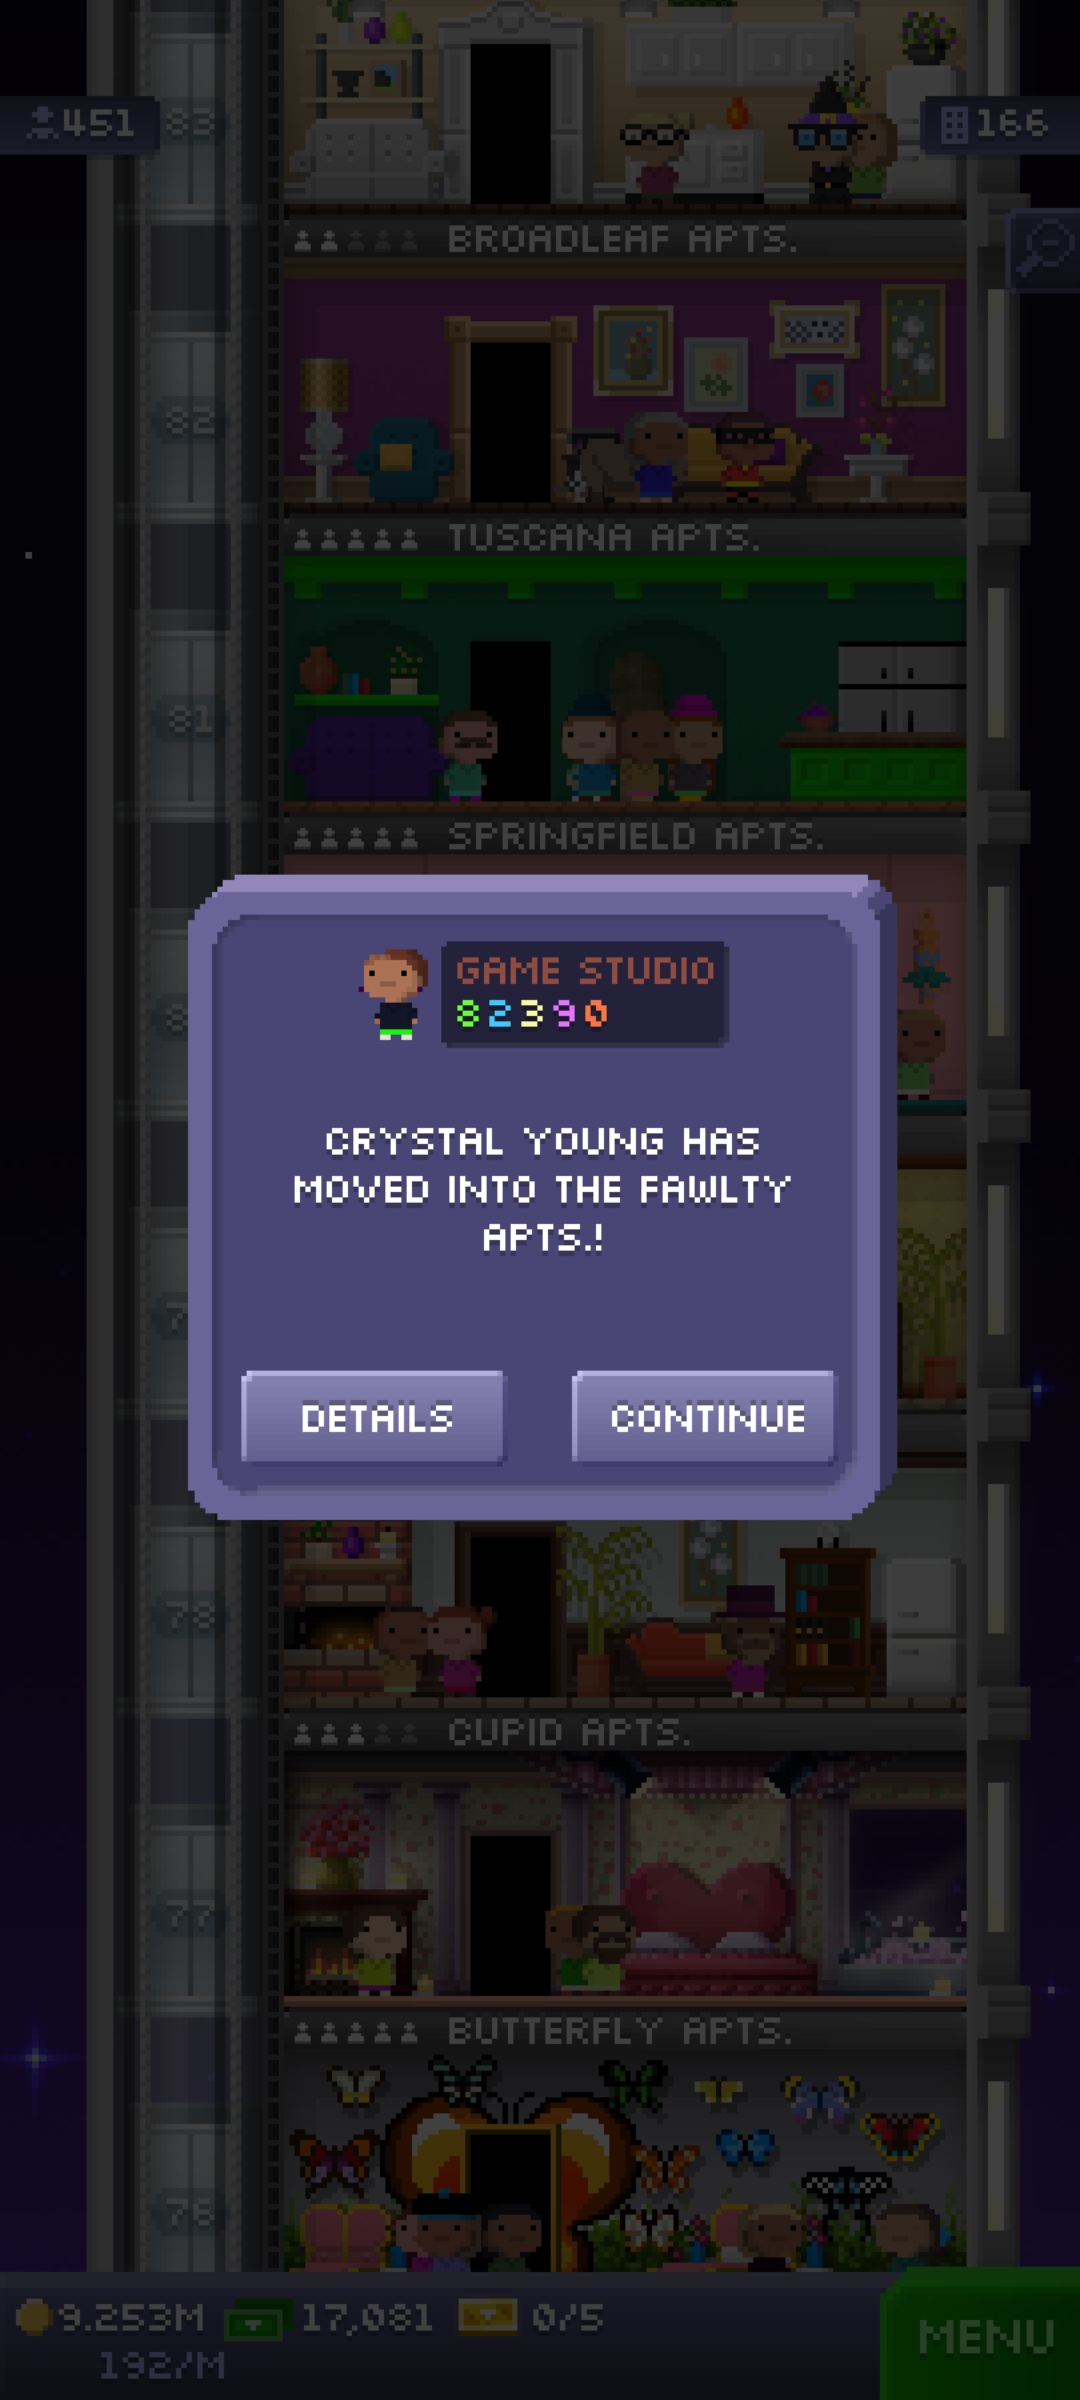 451
83
166
BROADLEAF APTS.
82
TUSCANA APTS.
81
SPRINGFIELD APTS.
GAME STUDIO
82390
CRYSTAL YOUNG HAS
MOVED INTO THE FAWLTY
APTS.!
DETAILS
CONTINUE
78
CUPID APTS.
77
BUTTERFLY APTS.
76
9.253M
17,081
0/5
192/M
MENU